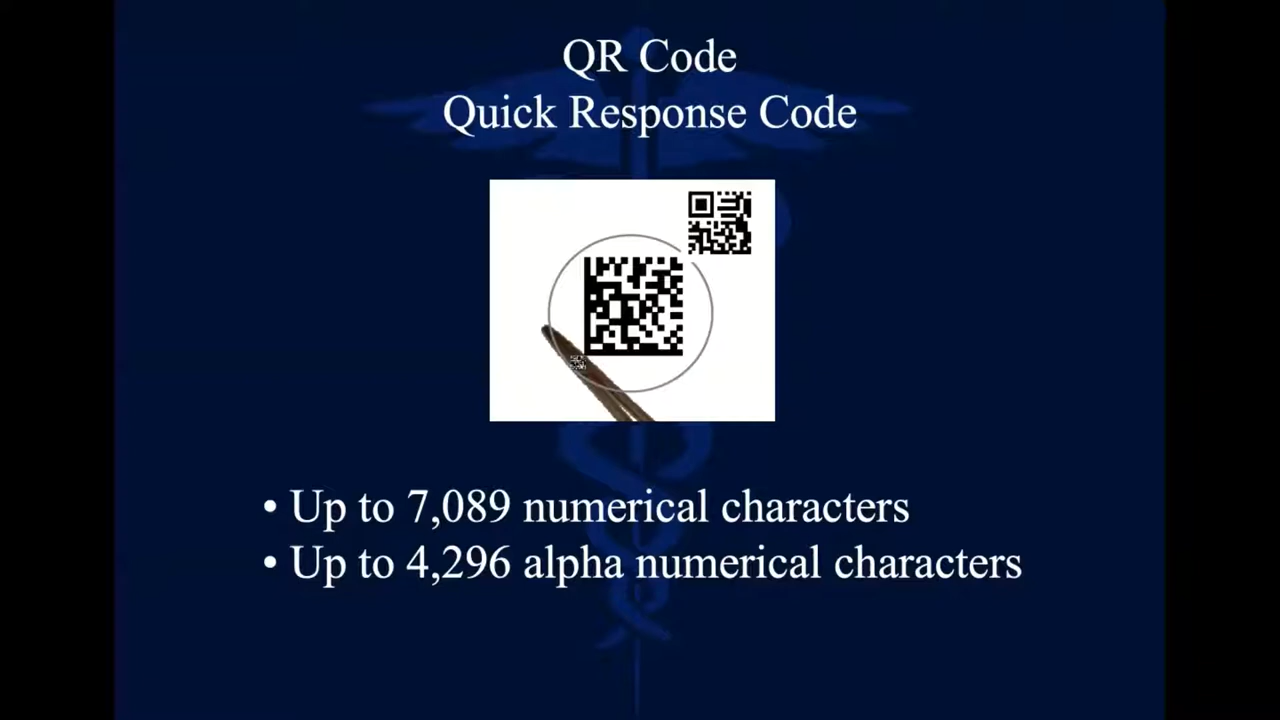 QR Code
Quick Response Code
• Up to 7,089 numerical characters
• Up to 4,296 alpha numerical characters